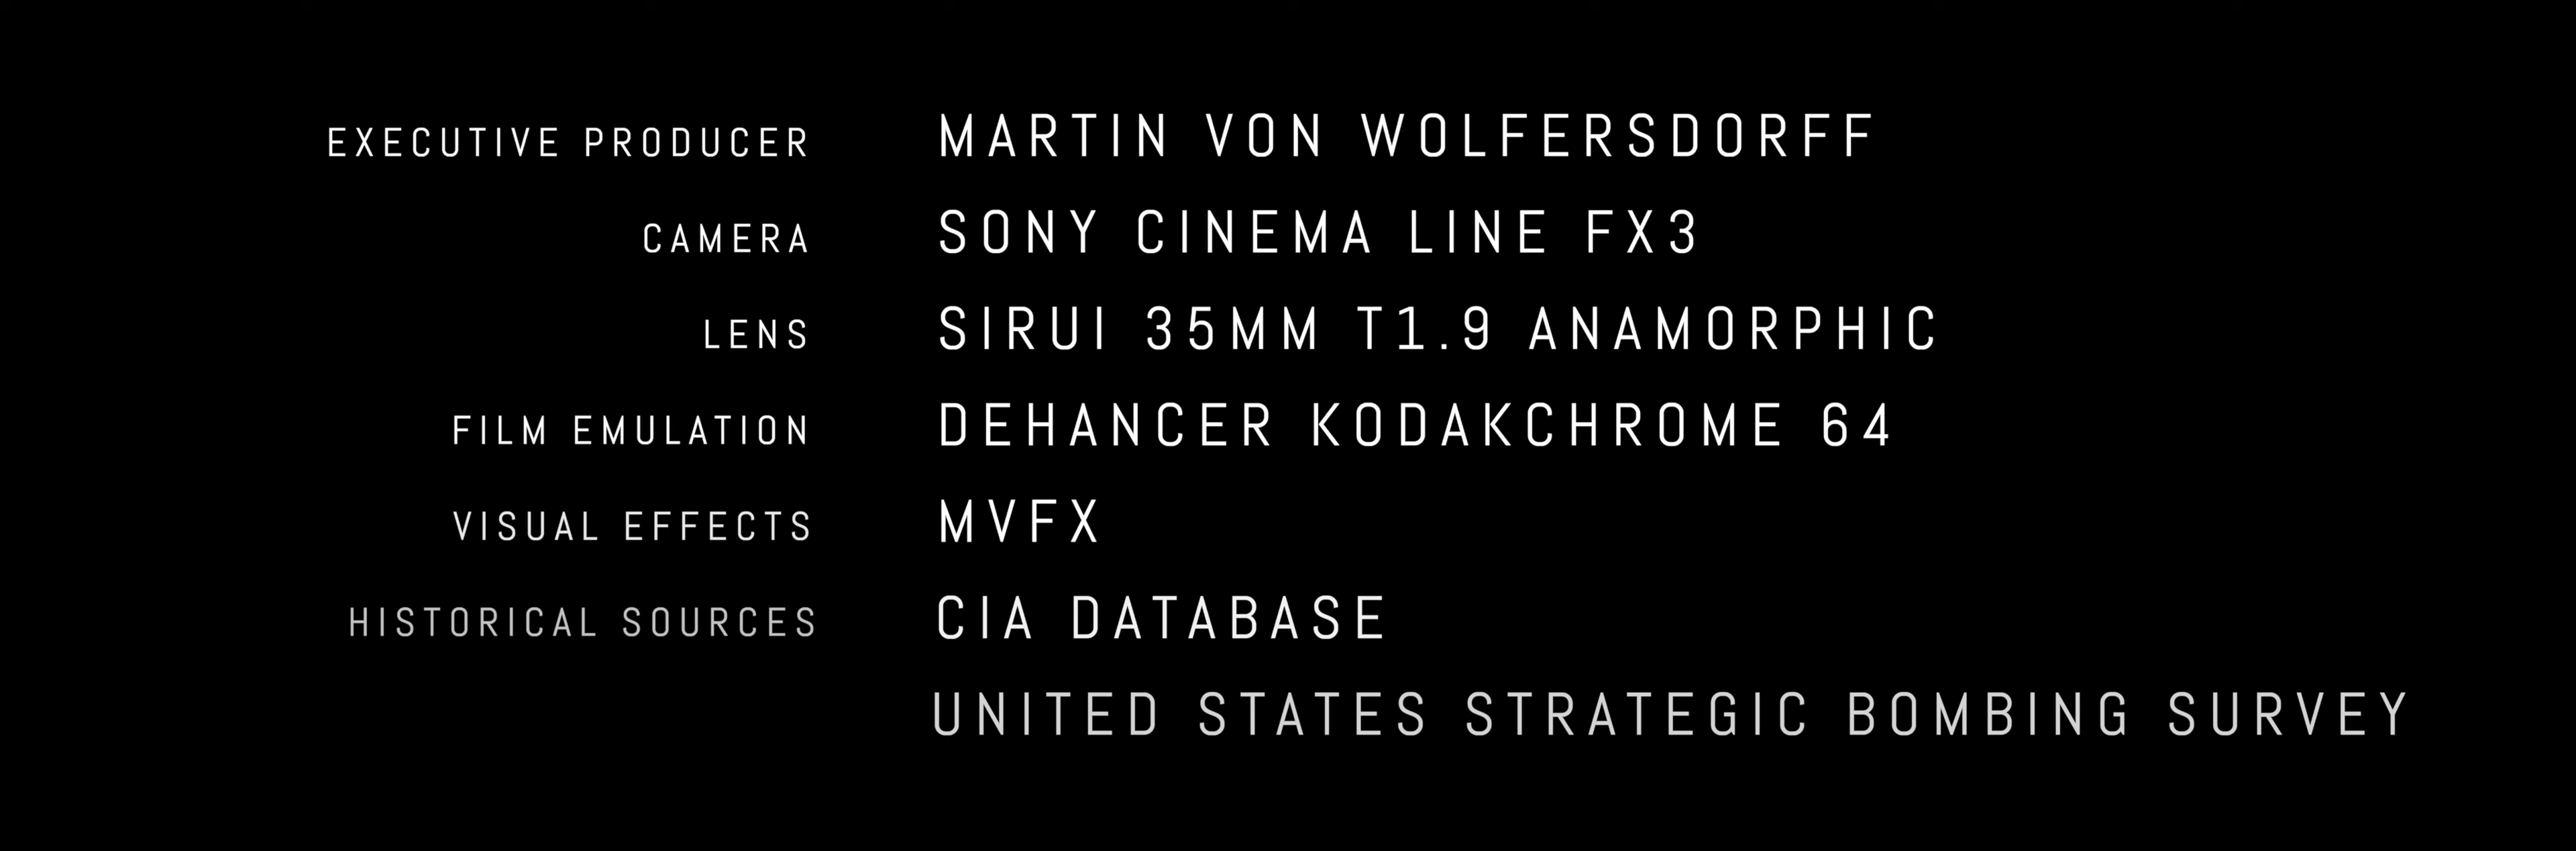 EXECUTIVE PRODUCER MARTIN VON WOLFERSDORFF
CAMERA SONY CINEMA LINE FX3
LENS SIRUI 35MM T1.9 ANAMORPHIC
FILM EMULATION DEHANCER KODAKCHROME 64
VISUAL EFFECTS MVFX
HISTORICAL SOURCES CIA DATABASE
UNITED STATES STRATEGIC BOMBING SURVEY